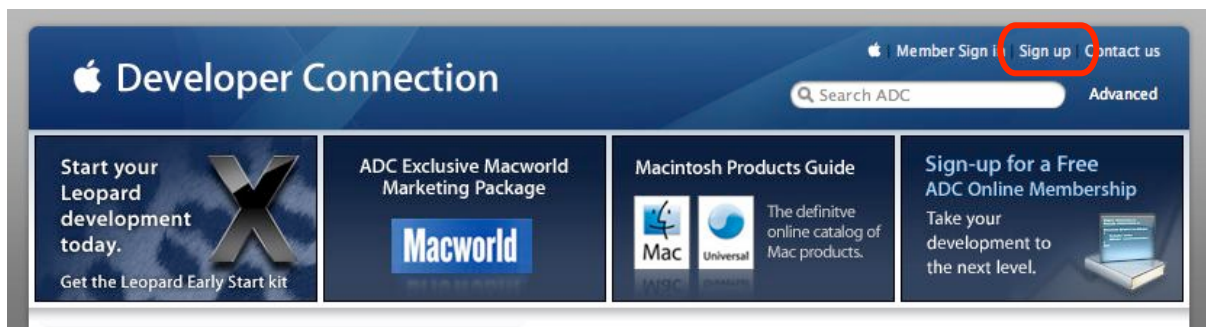 Member Sign in | Sign up | Contact us
Developer Connection
Search ADC
Advanced
Start your
Leopard
development
today.
Get the Leopard Early Start kit
ADC Exclusive Macworld
Marketing Package
Macworld
Macintosh Products Guide
Mac
Universal
The definitve
online catalog of
Mac products.
Sign-up for a Free
ADC Online Membership
Take your
development to
the next level.